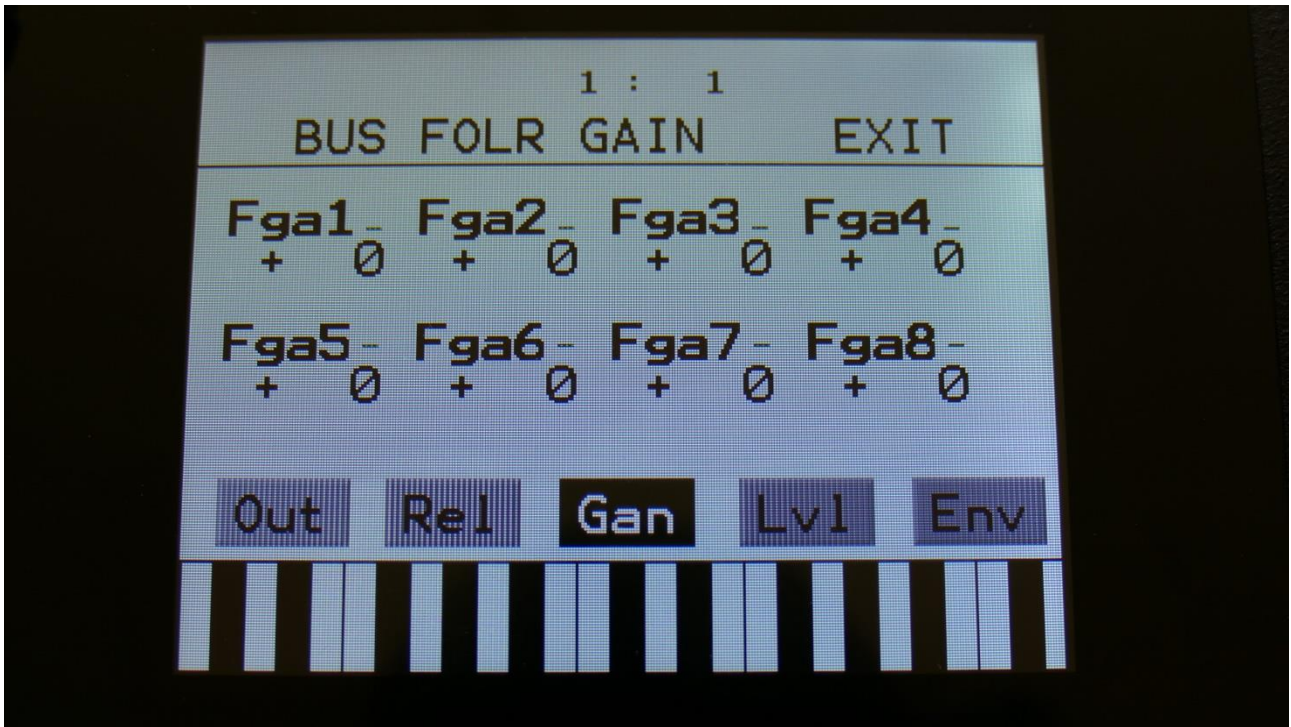 1 : 1
BUS FOLR GAIN EXIT
Fga1- Fga2- Fga3- Fga4-
+ 0 + 0 + 0 + 0
Fga5- Fga6- Fga7- Fga8-
+ 0 + 0 + 0 + 0
Out Rel Gan Lvl Env